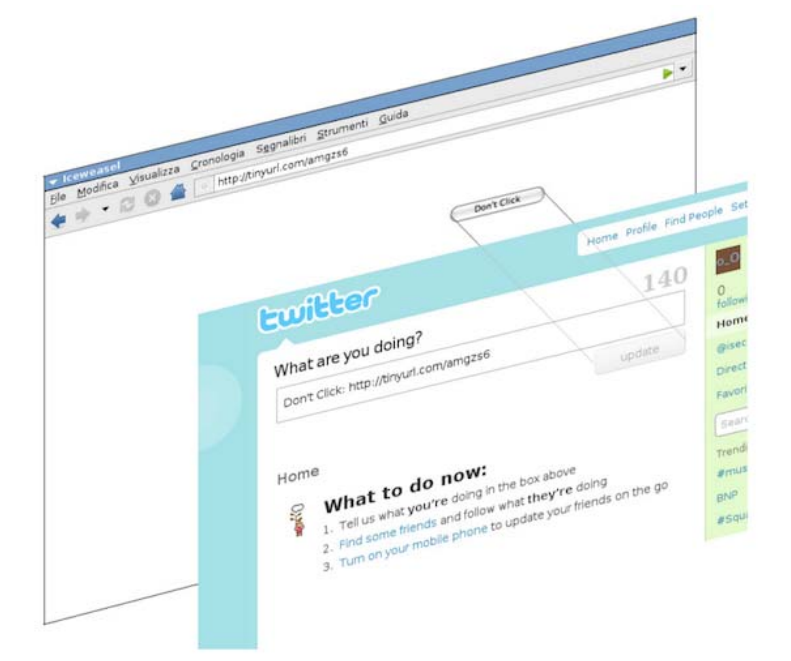 Iceweasel
File Modifica Visualizza Cronologia Segnalibri Strumenti Guida
http://tinyurl.com/amgzs6
Don't Click
Home Profile Find People
twitter
140
What are you doing?
Don't Click: http://tinyurl.com/amgzs6
update
Home
What to do now:
1. Tell us what you're doing in the box above
2. Find some friends and follow what they're doing
3. Turn on your mobile phone to update your friends on the go
o_O
0
Home
@isec
BNP